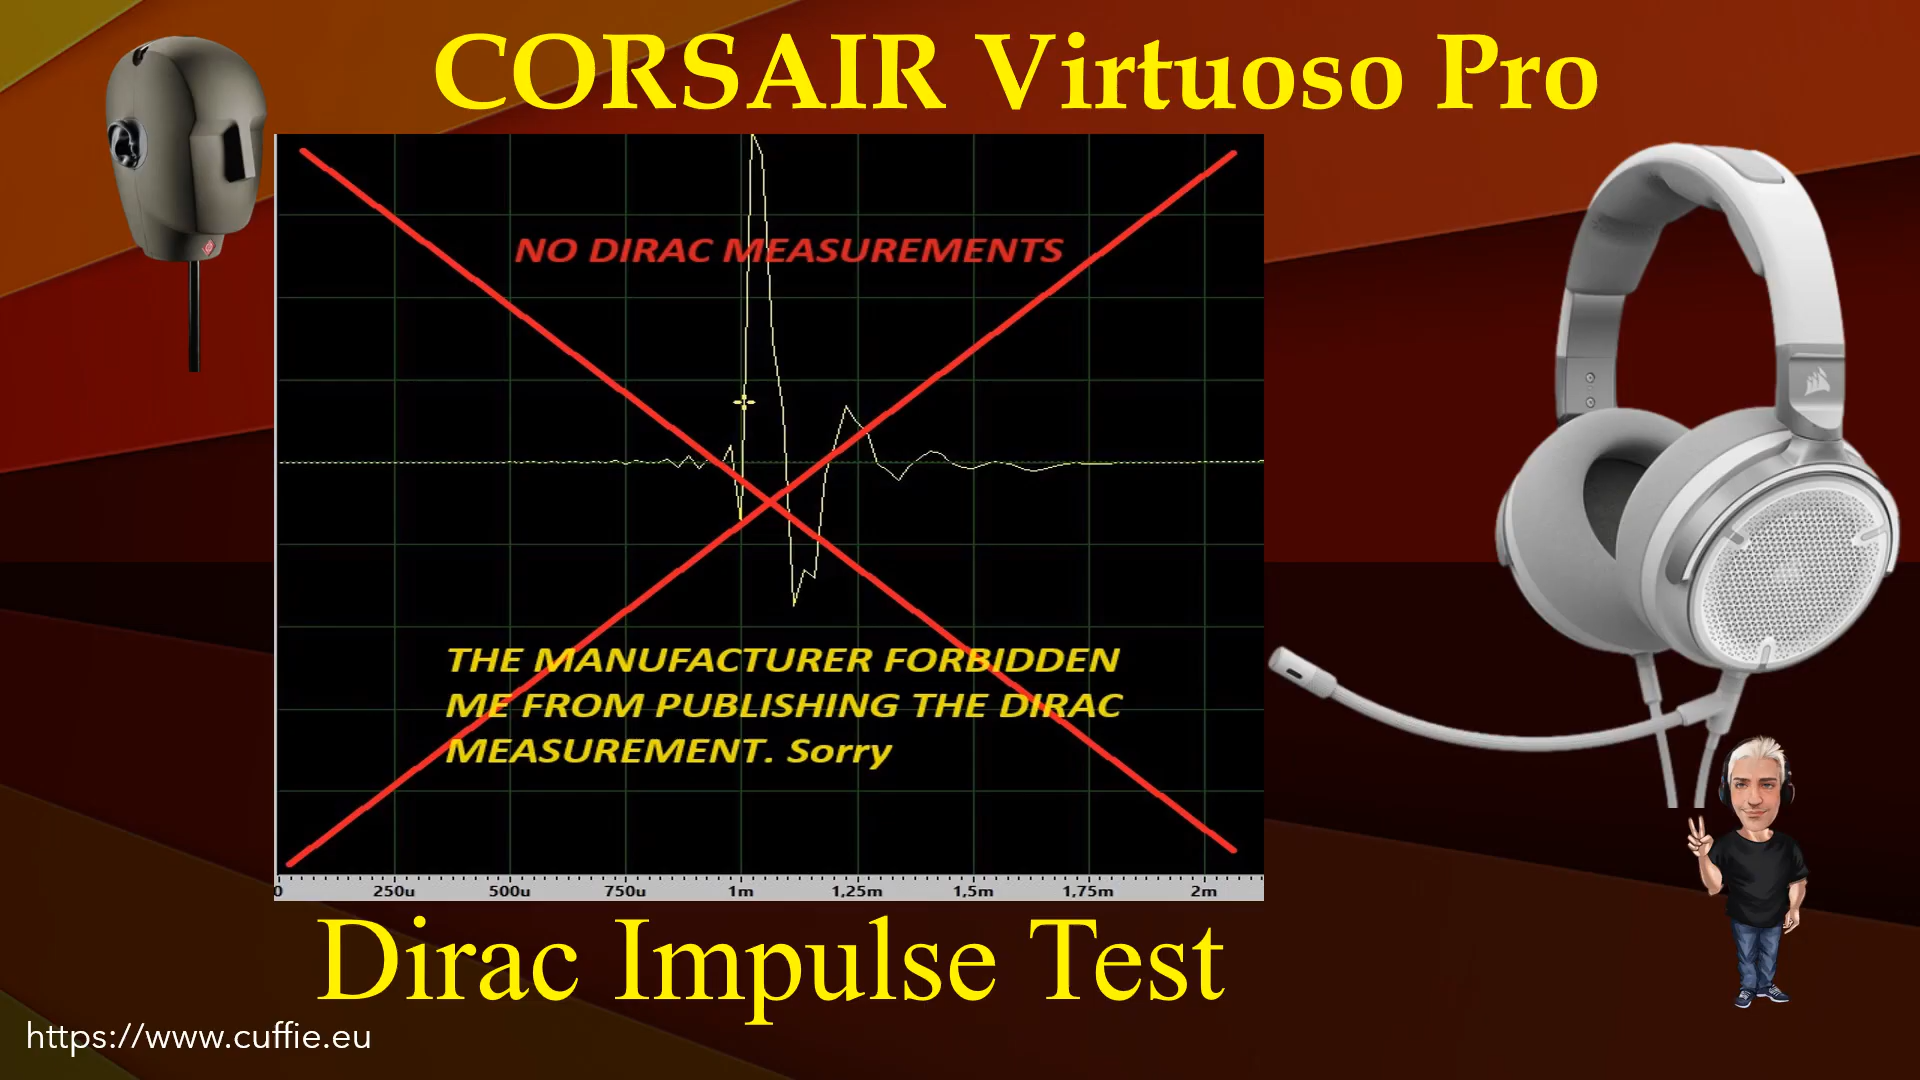 CORSAIR Virtuoso Pro
NO DIRAC MEASUREMENTS
THE MANUFACTURER FORBIDDEN
ME FROM PUBLISHING THE DIRAC
MEASUREMENT. Sorry
0 250u 500u 750u 1m 1,25m 1,5m 1,75m 2m
Dirac Impulse Test
https://www.cuffie.eu